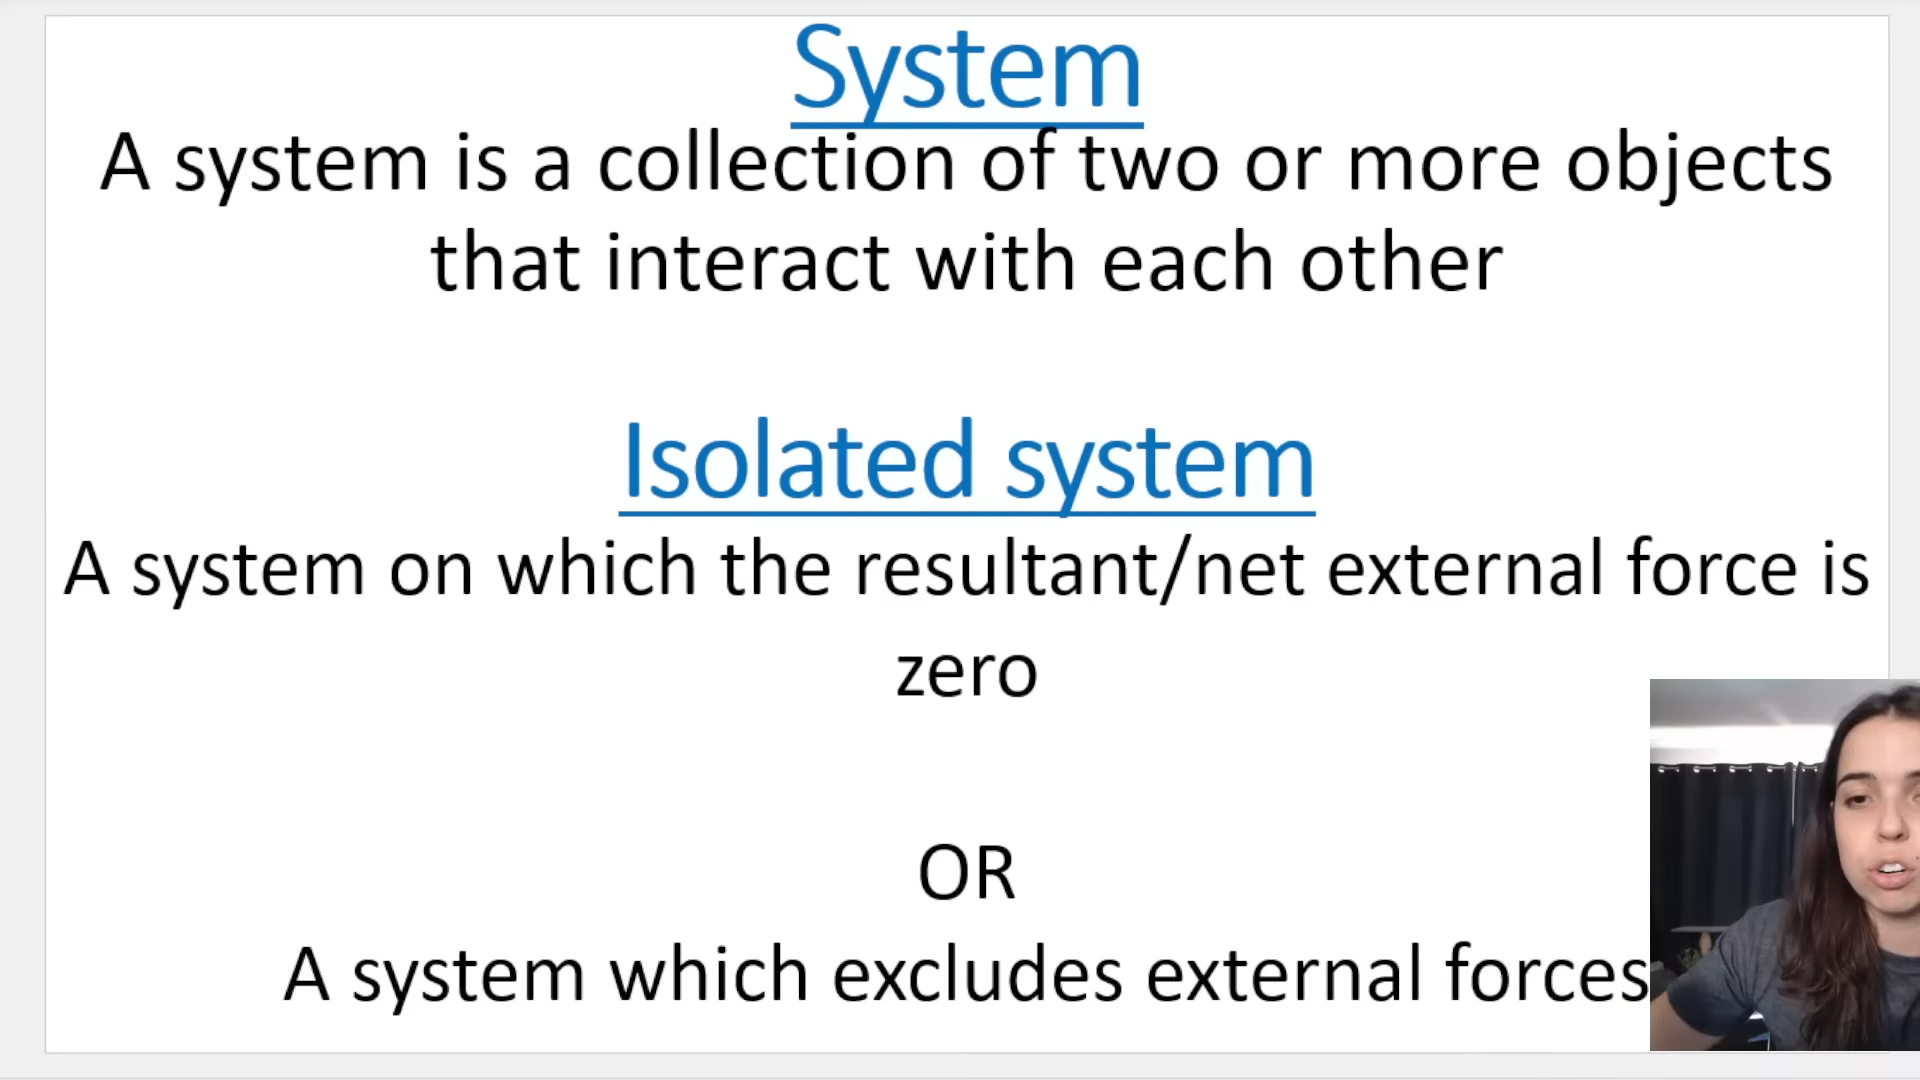 System
A system is a collection of two or more objects
that interact with each other
Isolated system
A system on which the resultant/net external force is
zero
OR
A system which excludes external forces